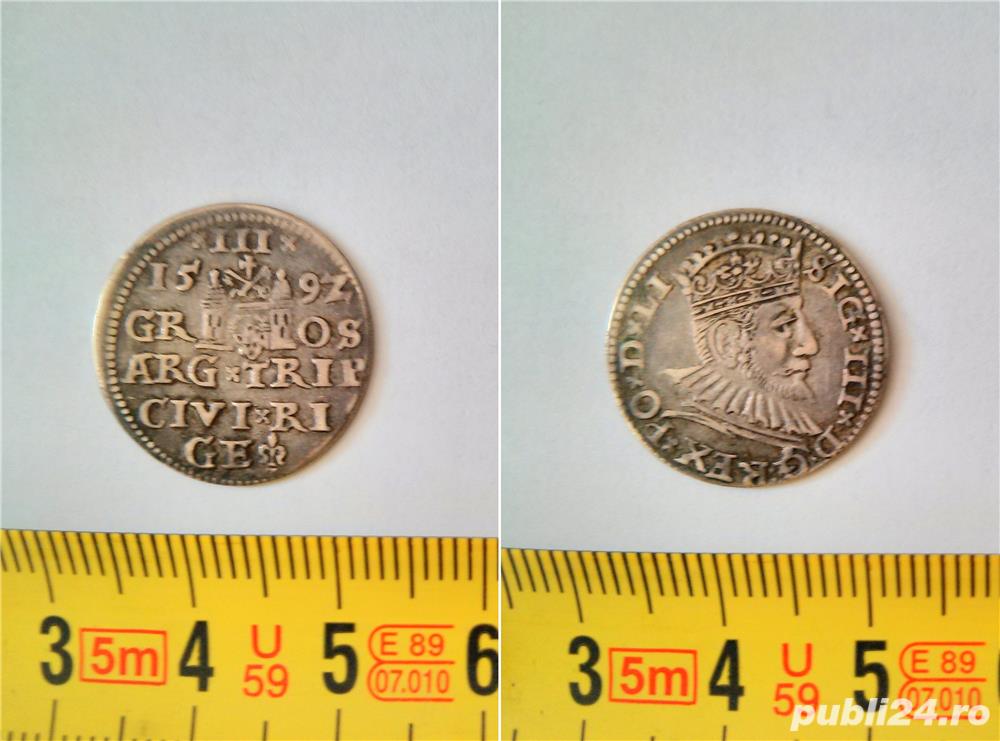 ×III×
15 92
GR OS
ARG×TRIP
CIVI×RI
GE
SIG×III×D:G×REX×PO×D×LI
3 5m 4 U 59 5 E 89 07.010 6
3 5m 4 U 59 5 E 89 07.010
publi24.ro